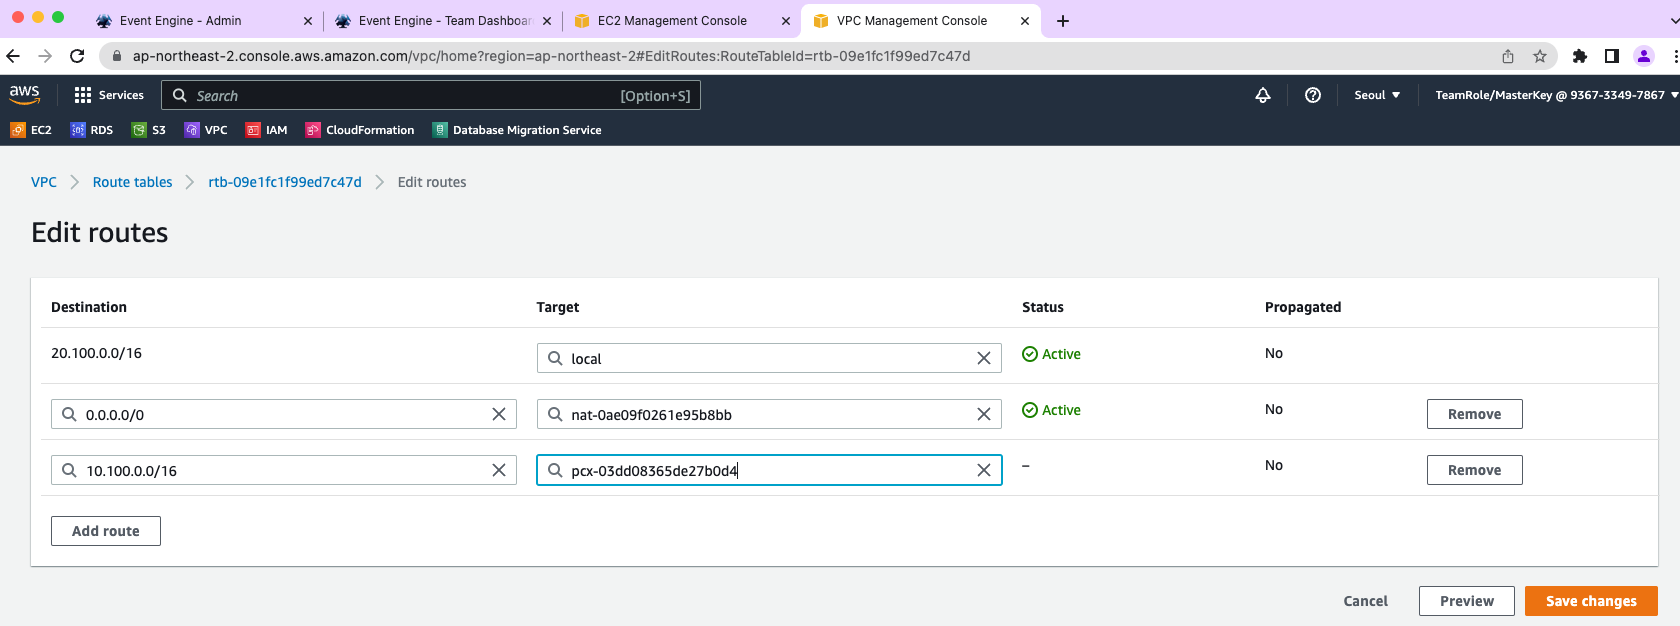 Event Engine - Admin
Event Engine - Team Dashboar
EC2 Management Console
VPC Management Console
ap-northeast-2.console.aws.amazon.com/vpc/home?region=ap-northeast-2#EditRoutes:RouteTableId=rtb-09e1fc1f99ed7c47d
aws Services Search [Option+S] Seoul TeamRole/MasterKey @ 9367-3349-7867
EC2 RDS S3 VPC IAM CloudFormation Database Migration Service
VPC Route tables rtb-09e1fc1f99ed7c47d Edit routes
Edit routes
Destination Target Status Propagated
20.100.0.0/16 local Active No
0.0.0.0/0 nat-0ae09f0261e95b8bb Active No Remove
10.100.0.0/16 pcx-03dd08365de27b0d4 – No Remove
Add route
Cancel Preview Save changes